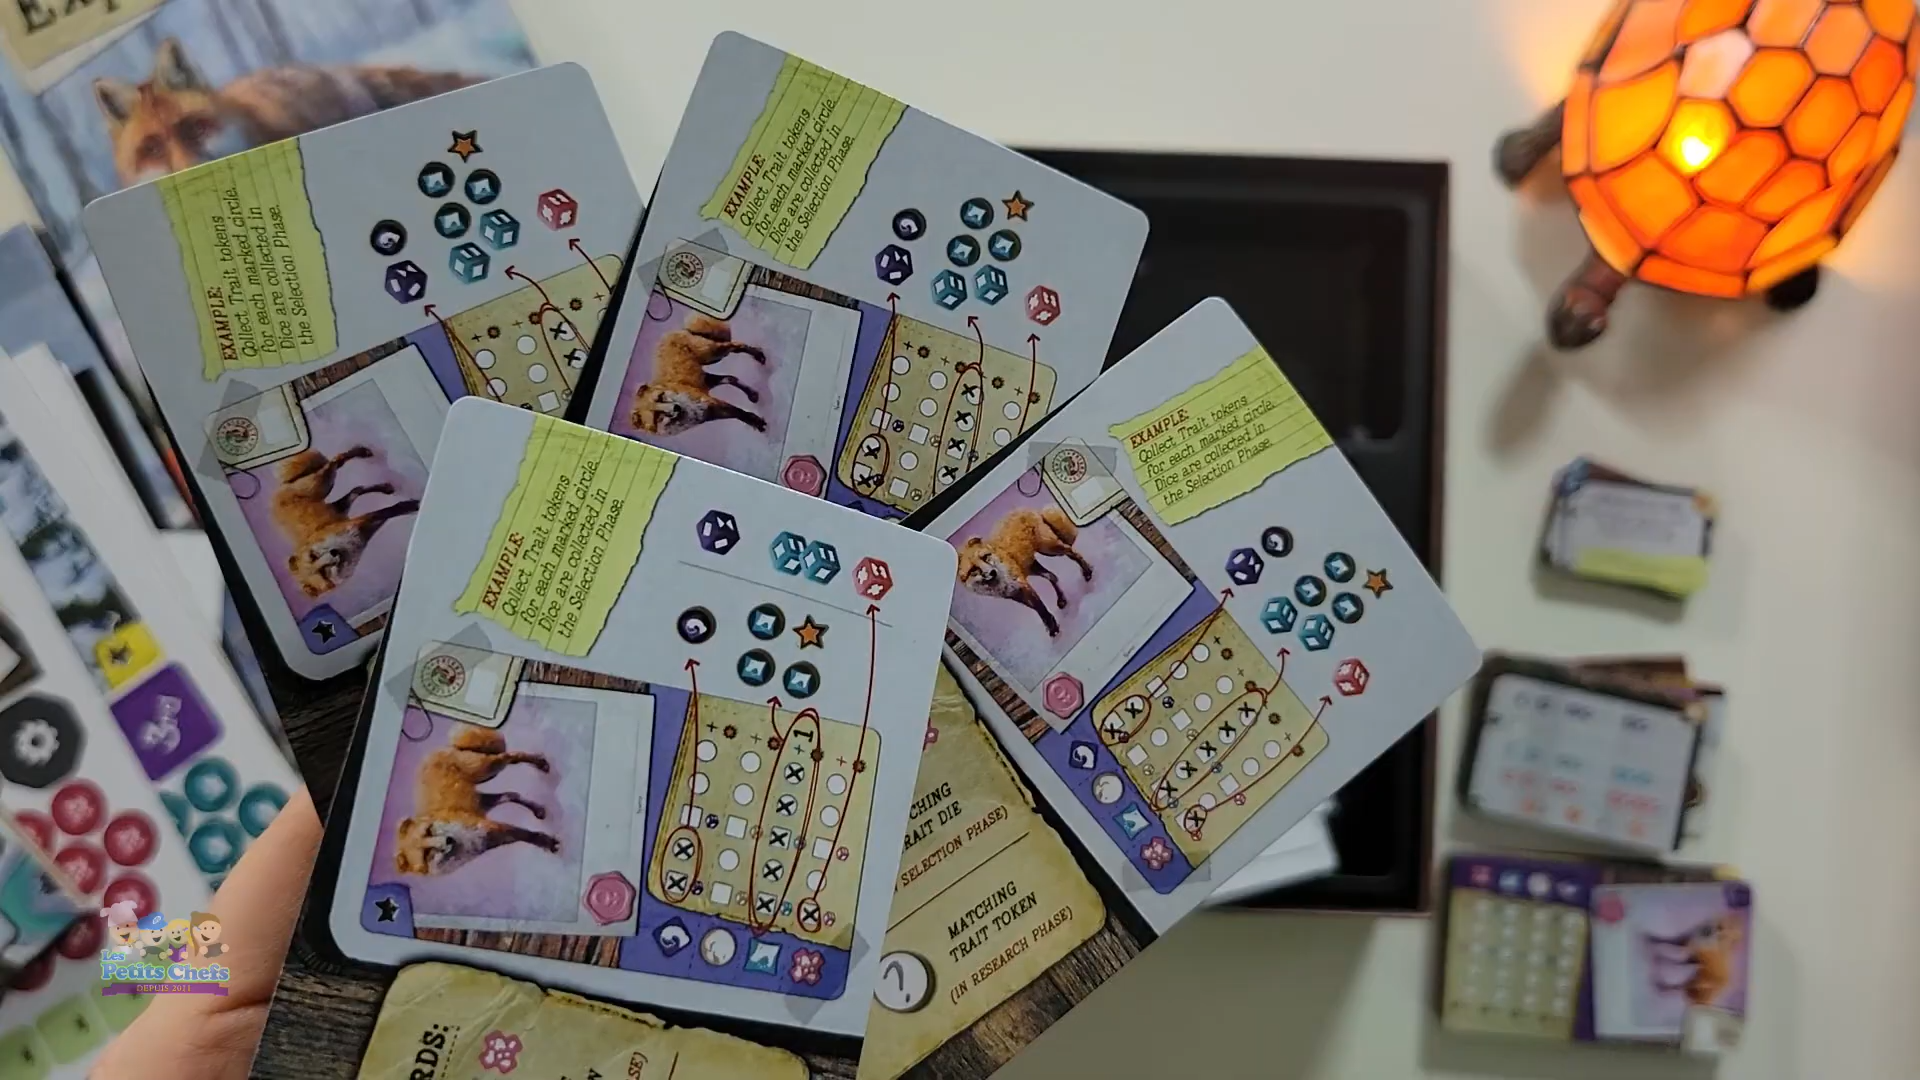 EXAMPLE:
Collect Trait tokens
for each marked circle.
Dice are collected in
the Selection Phase.
EXAMPLE:
Collect Trait tokens
for each marked circle.
Dice are collected in
the Selection Phase.
EXAMPLE:
Collect Trait tokens
for each marked circle.
Dice are collected in
the Selection Phase.
EXAMPLE:
Collect Trait tokens
for each marked circle.
Dice are collected in
the Selection Phase.
+1
TRAIT DIE
SELECTION PHASE)
MATCHING
TRAIT TOKEN
(IN RESEARCH PHASE)
?
Les
Petits Chefs
DEPUIS 2011